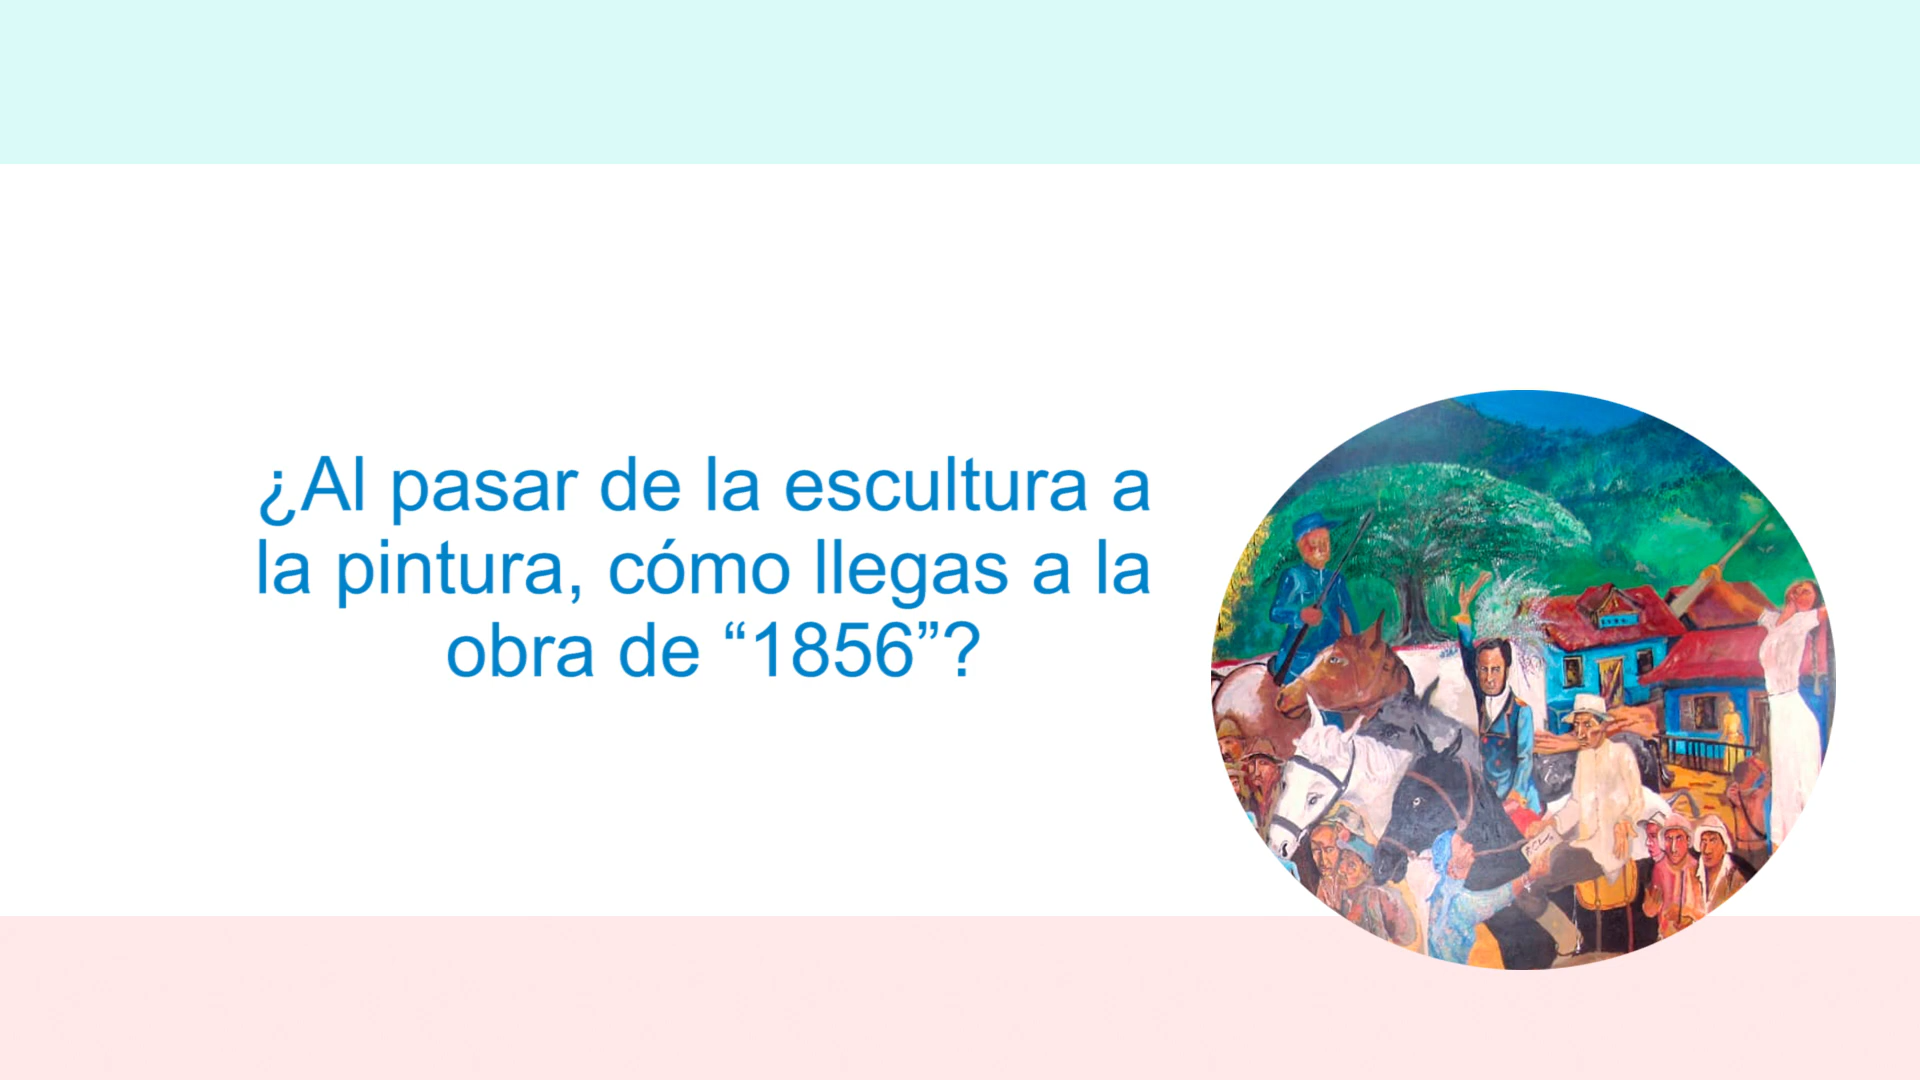 ¿Al pasar de la escultura a
la pintura, cómo llegas a la
obra de “1856”?